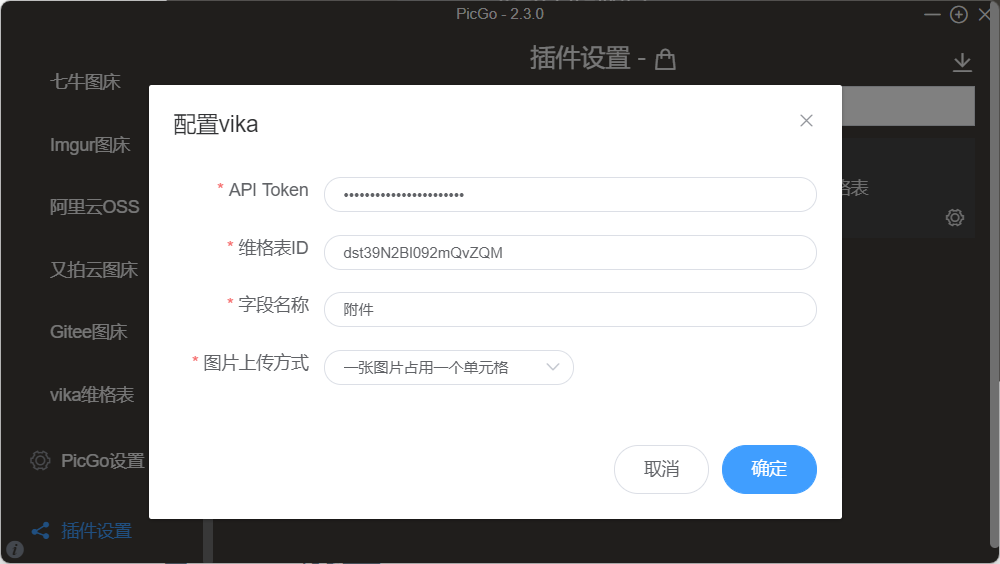 PicGo - 2.3.0
插件设置 -
七牛图床
Imgur图床
阿里云OSS
又拍云图床
Gitee图床
vika维格表
PicGo设置
插件设置
格表
配置vika
* API Token
* 维格表ID
dst39N2Bl092mQvZQM
* 字段名称
附件
* 图片上传方式
一张图片占用一个单元格
取消
确定